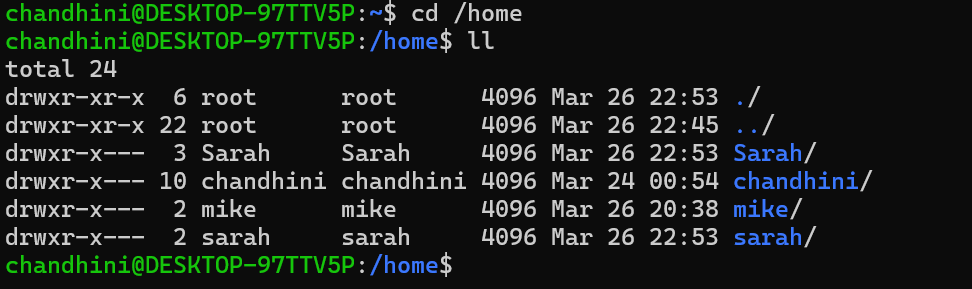 chandhini@DESKTOP-97TTV5P:~$ cd /home
chandhini@DESKTOP-97TTV5P:/home$ ll
total 24
drwxr-xr-x  6 root      root      4096 Mar 26 22:53 ./
drwxr-xr-x 22 root      root      4096 Mar 26 22:45 ../
drwxr-x---  3 Sarah     Sarah     4096 Mar 26 22:53 Sarah/
drwxr-x--- 10 chandhini chandhini 4096 Mar 24 00:54 chandhini/
drwxr-x---  2 mike      mike      4096 Mar 26 20:38 mike/
drwxr-x---  2 sarah     sarah     4096 Mar 26 22:53 sarah/
chandhini@DESKTOP-97TTV5P:/home$